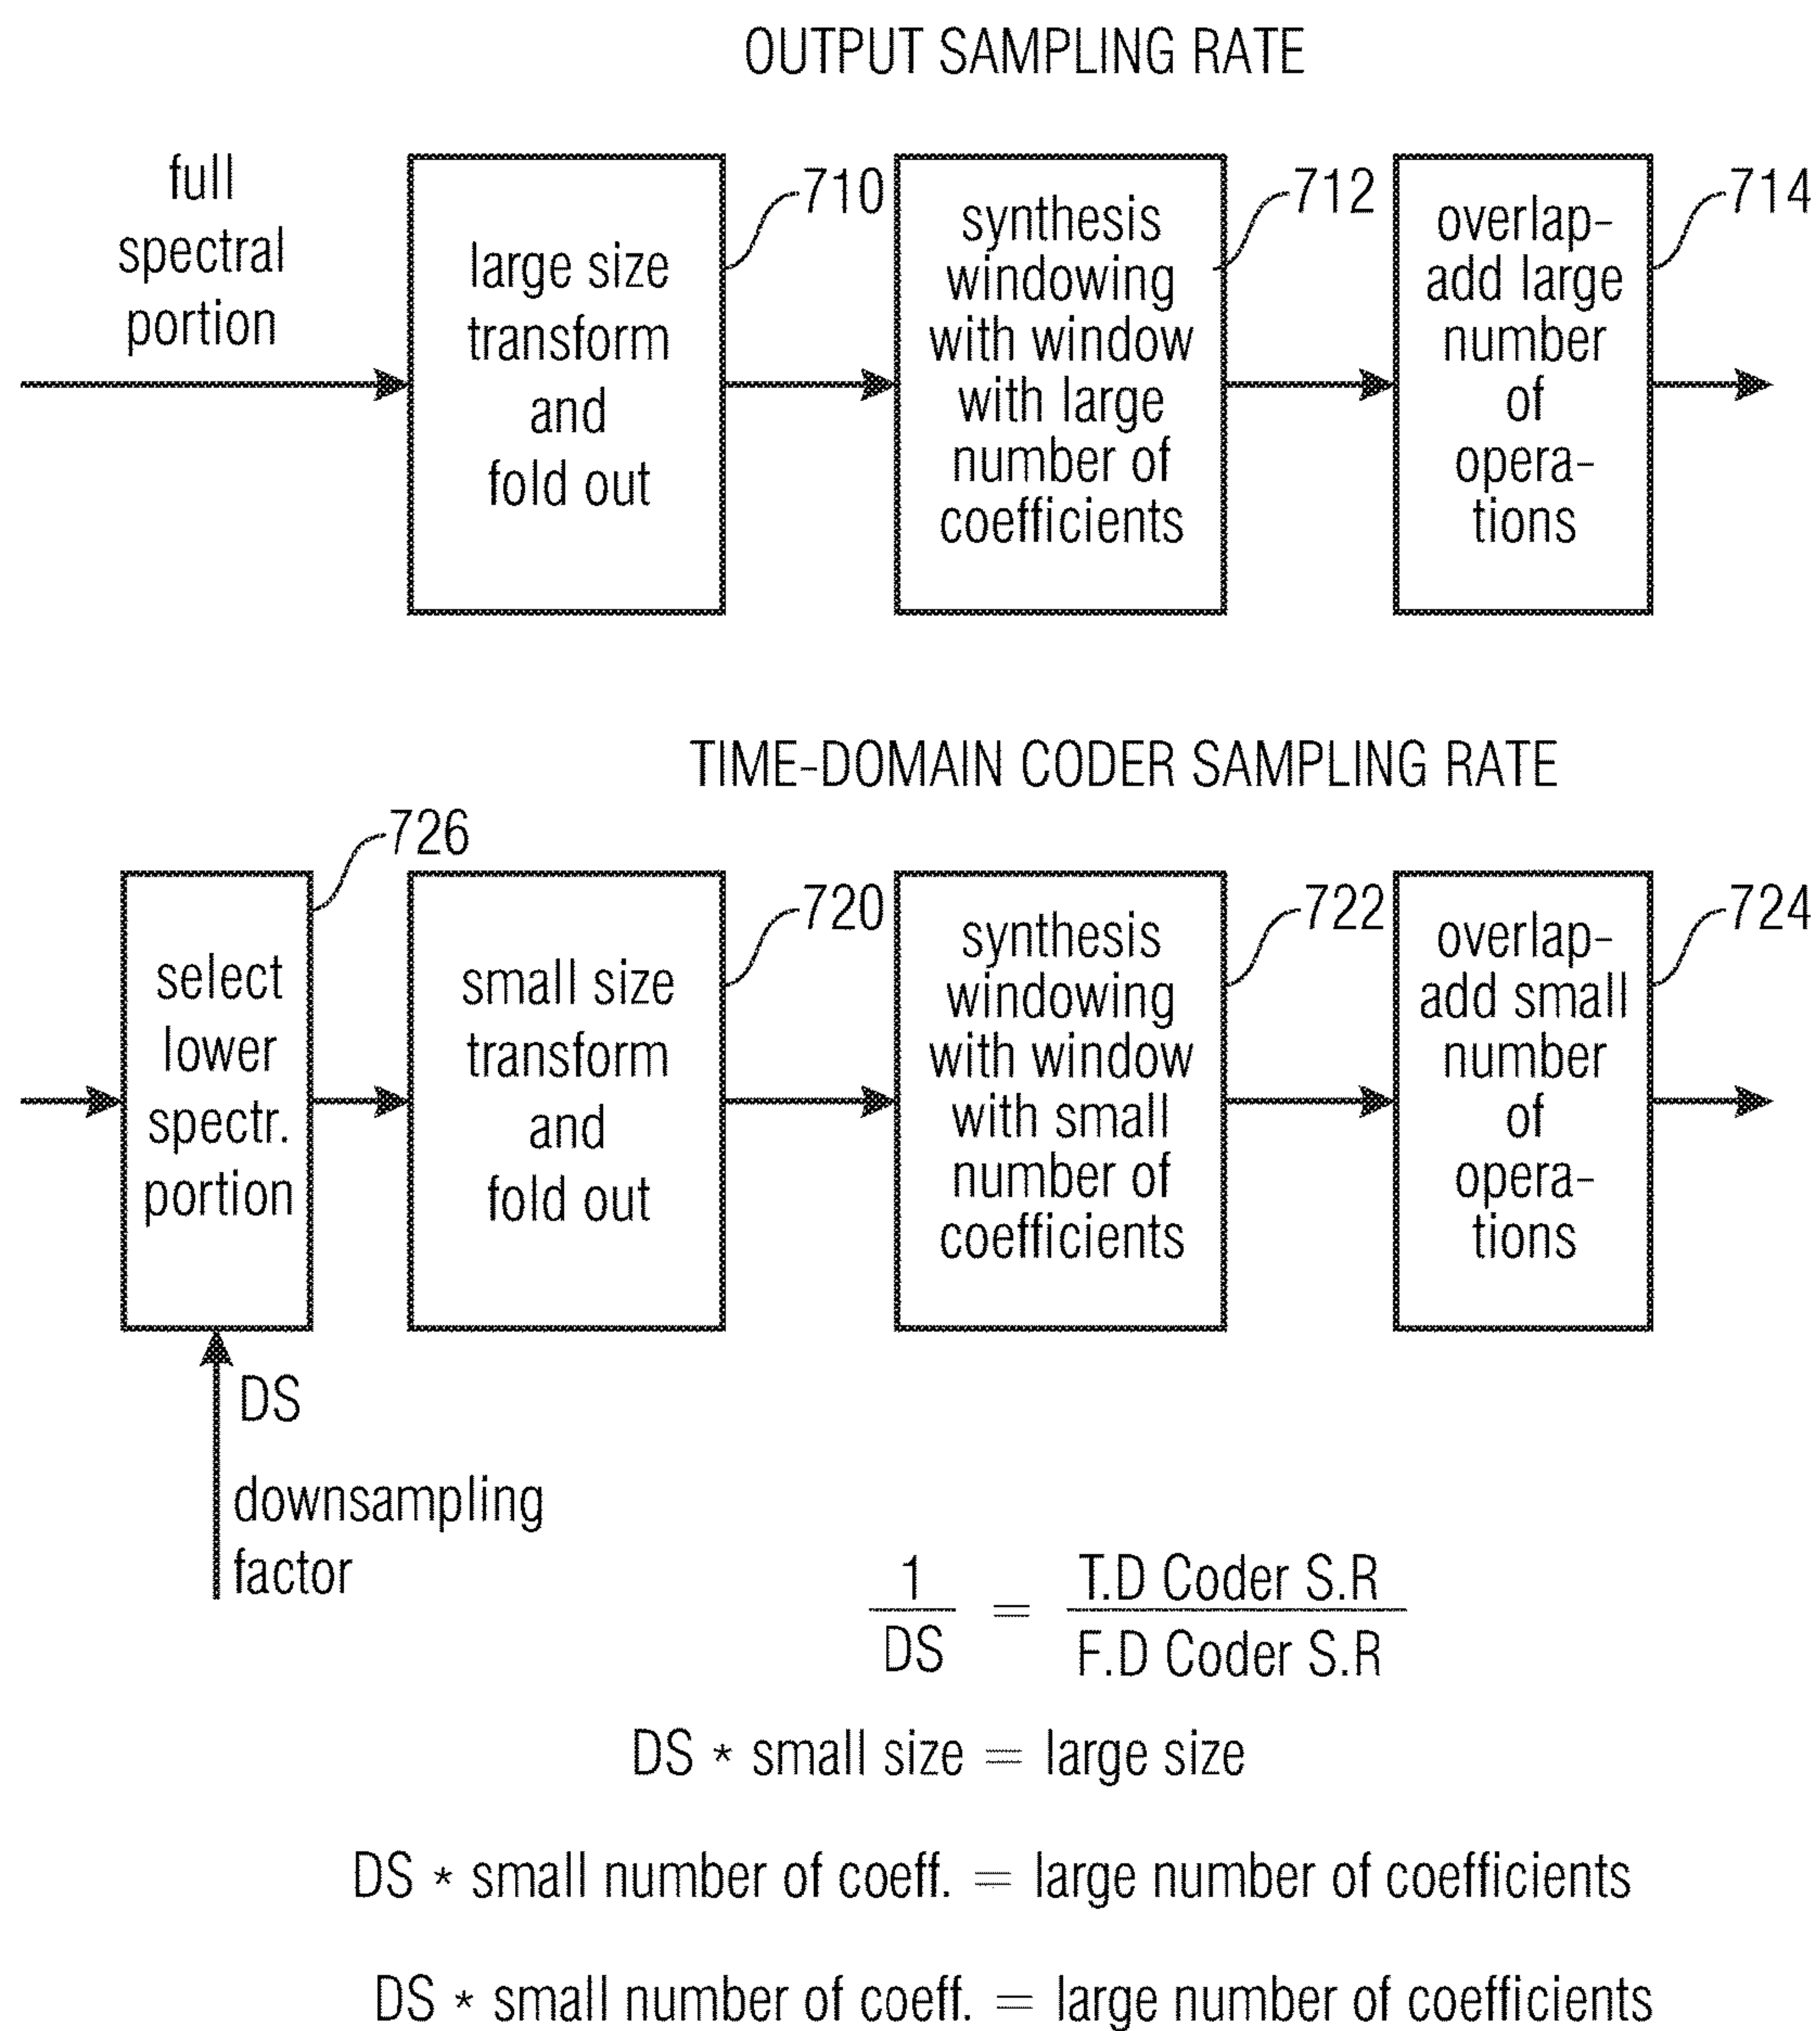 OUTPUT SAMPLING RATE
full
spectral
portion
large size
transform
and
fold out
710
synthesis
windowing
with window
with large
number of
coefficients
712
overlap-
add large
number
of
opera-
tions
714
TIME-DOMAIN CODER SAMPLING RATE
select
lower
spectr.
portion
726
small size
transform
and
fold out
720
synthesis
windowing
with window
with small
number of
coefficients
722
overlap-
add small
number
of
opera-
tions
724
DS
downsampling
factor
1
DS
=
T.D Coder S.R
F.D Coder S.R
DS * small size = large size
DS * small number of coeff. = large number of coefficients
DS * small number of coeff. = large number of coefficients